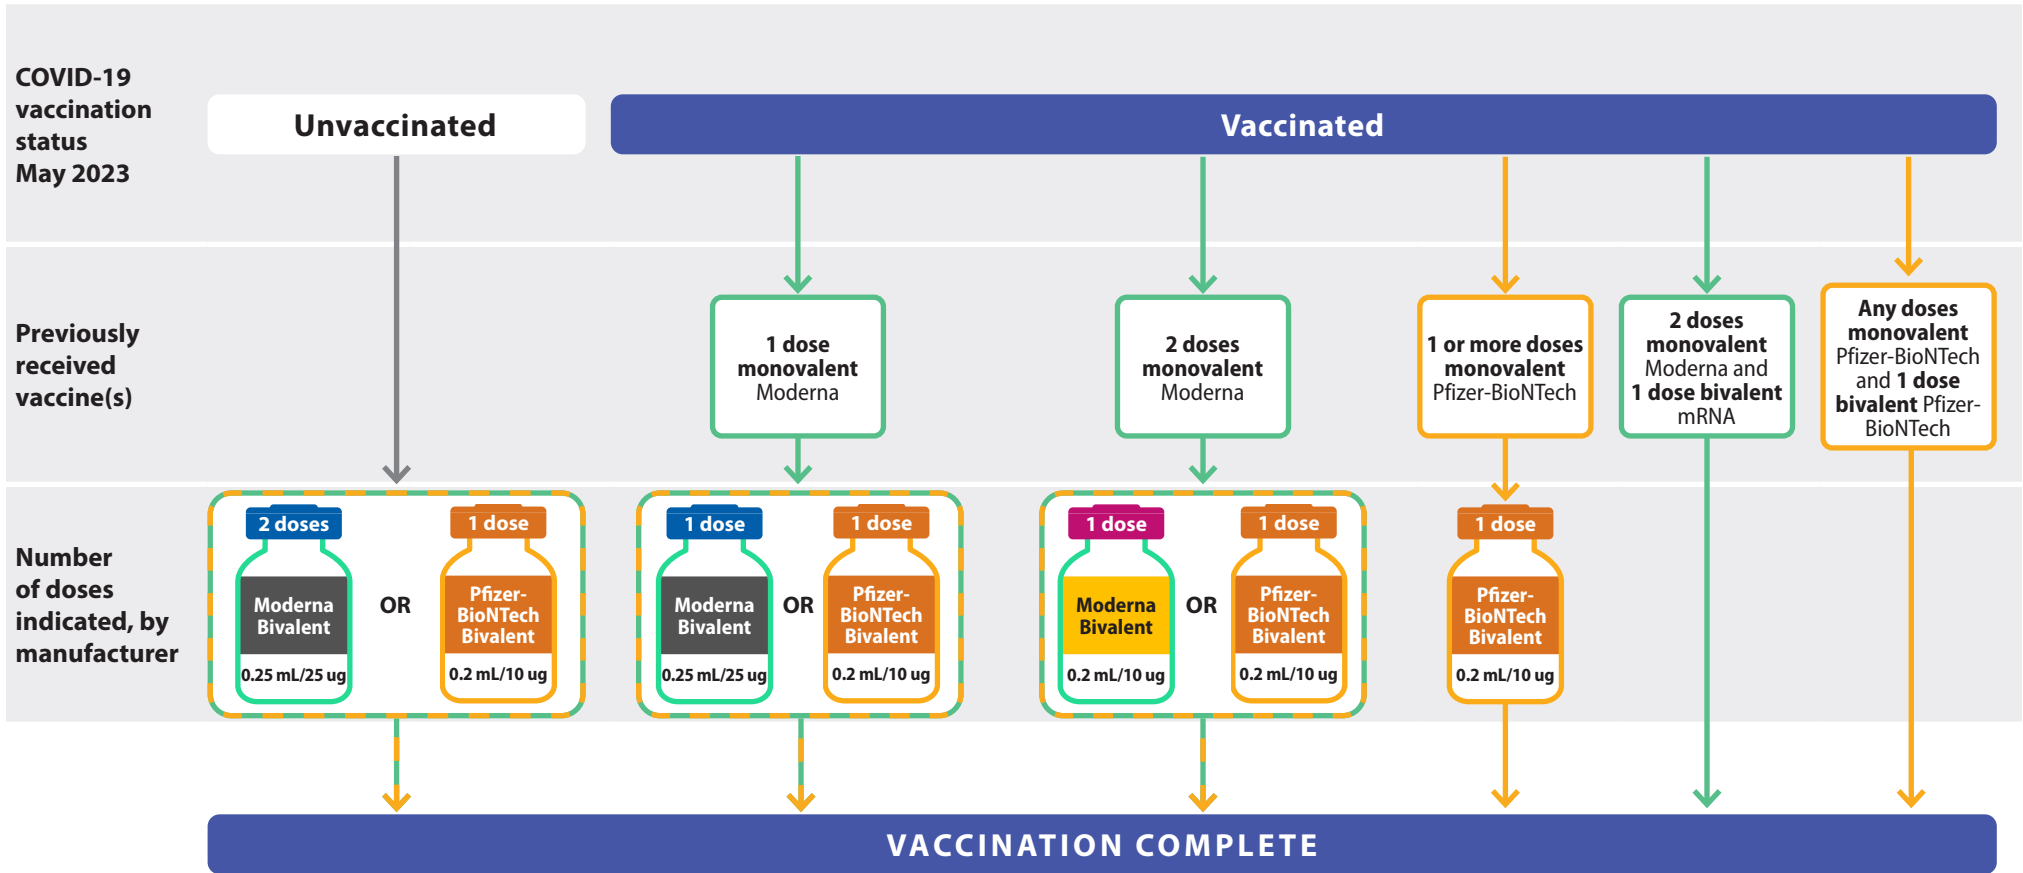 COVID-19
vaccination
status
May 2023
Unvaccinated
Vaccinated
Previously
received
vaccine(s)
1 dose
monovalent
Moderna
2 doses
monovalent
Moderna
1 or more doses
monovalent
Pfizer-BioNTech
2 doses
monovalent
Moderna and
1 dose bivalent
mRNA
Any doses
monovalent
Pfizer-BioNTech
and 1 dose
bivalent Pfizer-
BioNTech
Number
of doses
indicated, by
manufacturer
2 doses
Moderna
Bivalent
0.25 mL/25 ug
OR
1 dose
Pfizer-
BioNTech
Bivalent
0.2 mL/10 ug
1 dose
Moderna
Bivalent
0.25 mL/25 ug
OR
1 dose
Pfizer-
BioNTech
Bivalent
0.2 mL/10 ug
1 dose
Moderna
Bivalent
0.2 mL/10 ug
OR
1 dose
Pfizer-
BioNTech
Bivalent
0.2 mL/10 ug
1 dose
Pfizer-
BioNTech
Bivalent
0.2 mL/10 ug
VACCINATION COMPLETE